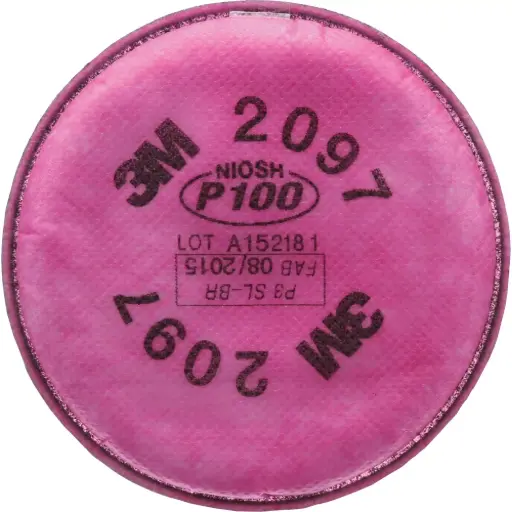 3M 2097
NIOSH
P100
LOT A152181
FAB 08/2015
P3 SL-BR
3M 2097